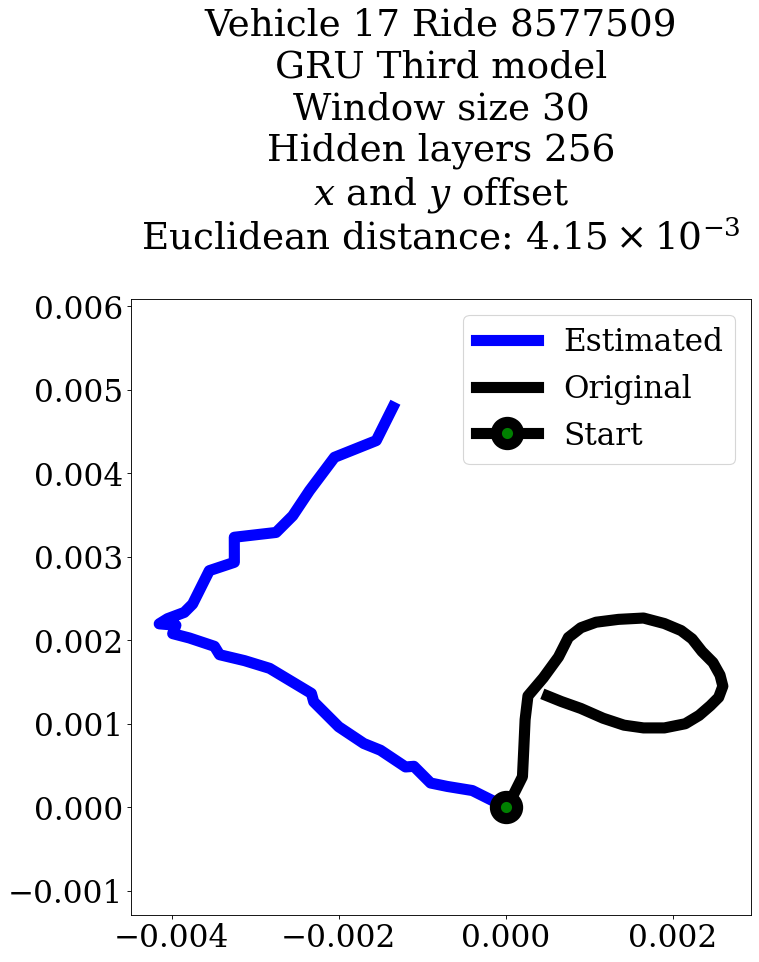 Vehicle 17 Ride 8577509
GRU Third model
Window size 30
Hidden layers 256
x and y offset
Euclidean distance: 4.15 × 10⁻³
Estimated
Original
Start
0.006
0.005
0.004
0.003
0.002
0.001
0.000
−0.001
−0.004 −0.002 0.000 0.002